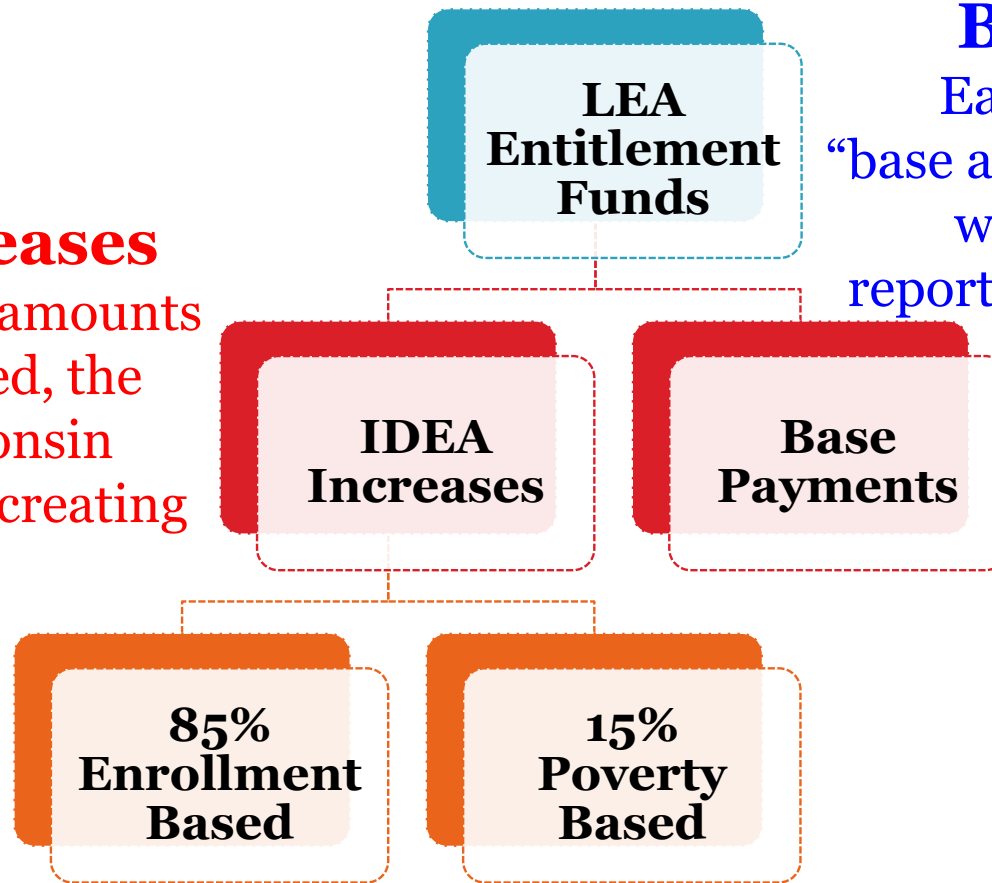 LEA
Entitlement
Funds
B
Ea
“base a
w
report
eases
amounts
ed, the
onsin
creating
IDEA
Increases
Base
Payments
85%
Enrollment
Based
15%
Poverty
Based